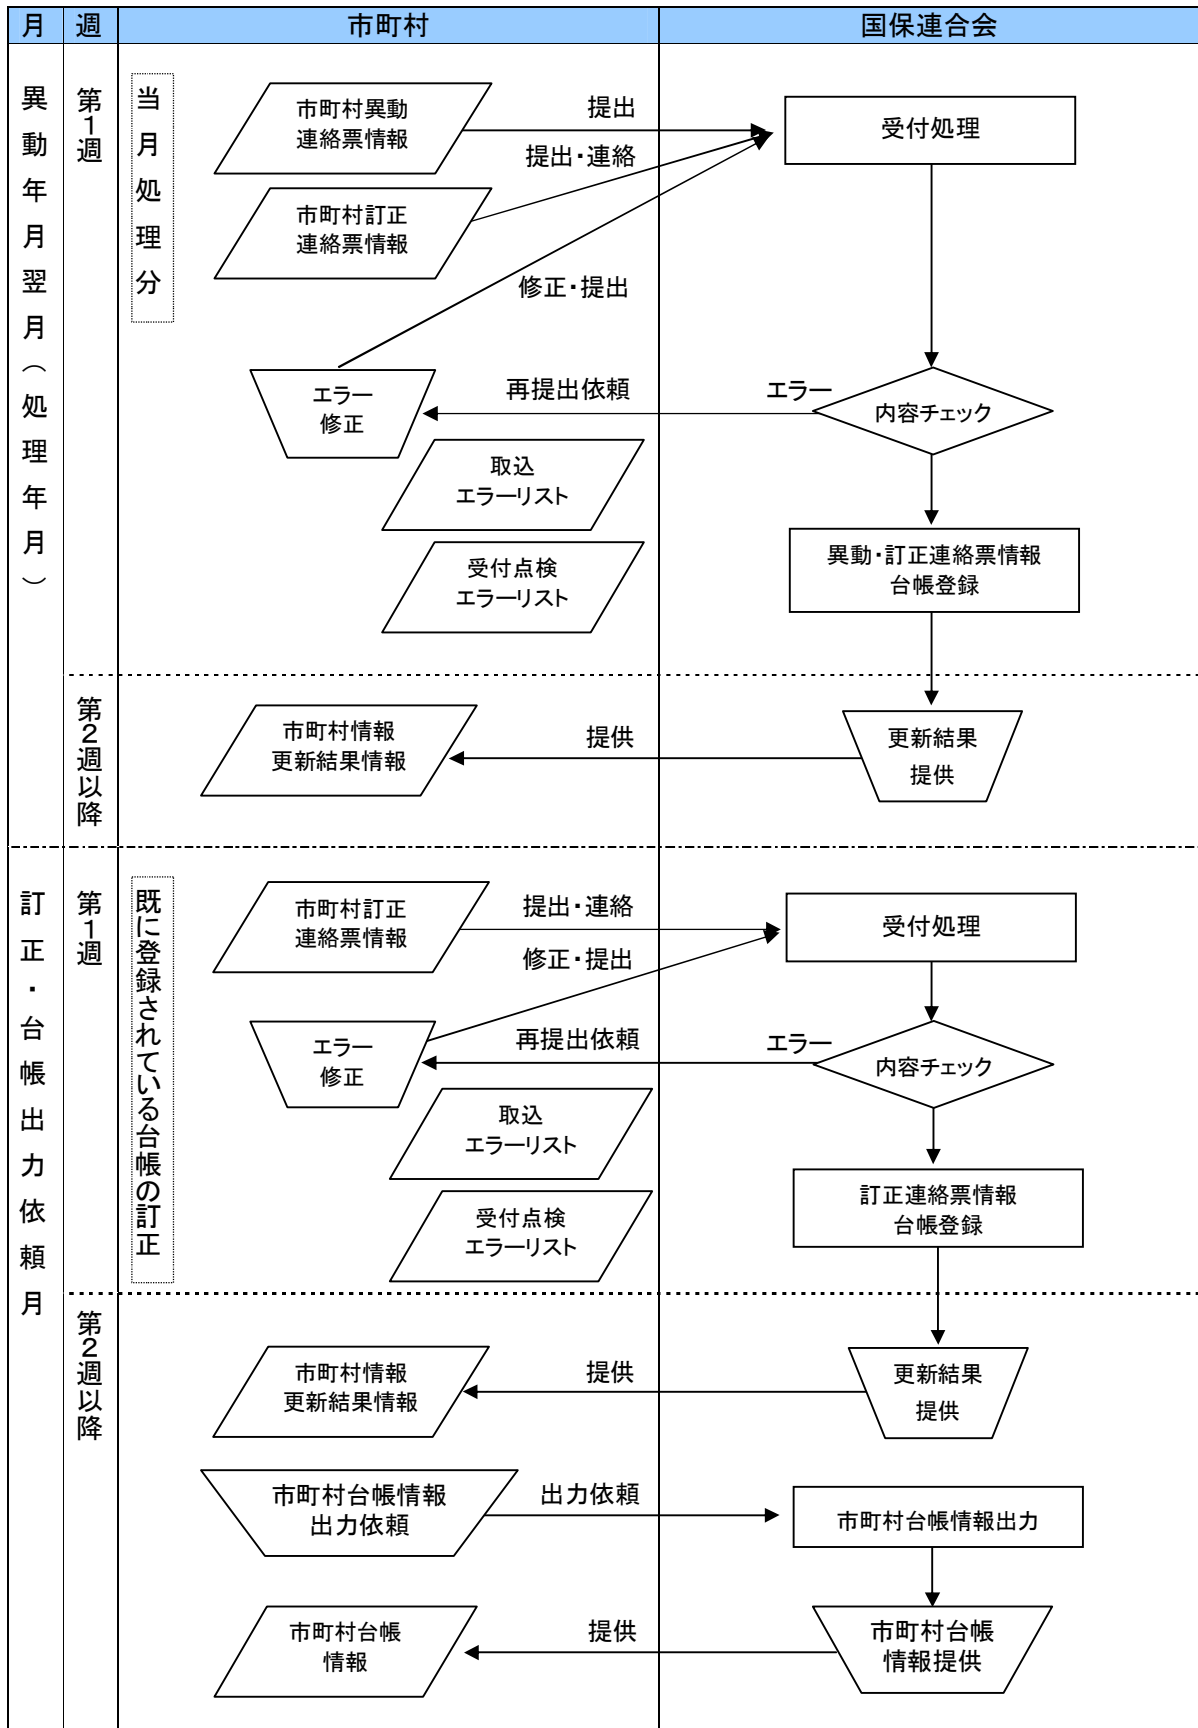 月
週
市町村
国保連合会
異動年月翌月（処理年月）
第1週
当月処理分
市町村異動
連絡票情報
提出
受付処理
市町村訂正
連絡票情報
提出・連絡
修正・提出
エラー
修正
再提出依頼
エラー
内容チェック
取込
エラーリスト
受付点検
エラーリスト
異動・訂正連絡票情報
台帳登録
第2週以降
市町村情報
更新結果情報
提供
更新結果
提供
訂正・台帳出力依頼月
第1週
既に登録されている台帳の訂正
市町村訂正
連絡票情報
提出・連絡
受付処理
修正・提出
エラー
修正
再提出依頼
エラー
内容チェック
取込
エラーリスト
受付点検
エラーリスト
訂正連絡票情報
台帳登録
第2週以降
市町村情報
更新結果情報
提供
更新結果
提供
市町村台帳情報
出力依頼
出力依頼
市町村台帳情報出力
市町村台帳
情報
提供
市町村台帳
情報提供